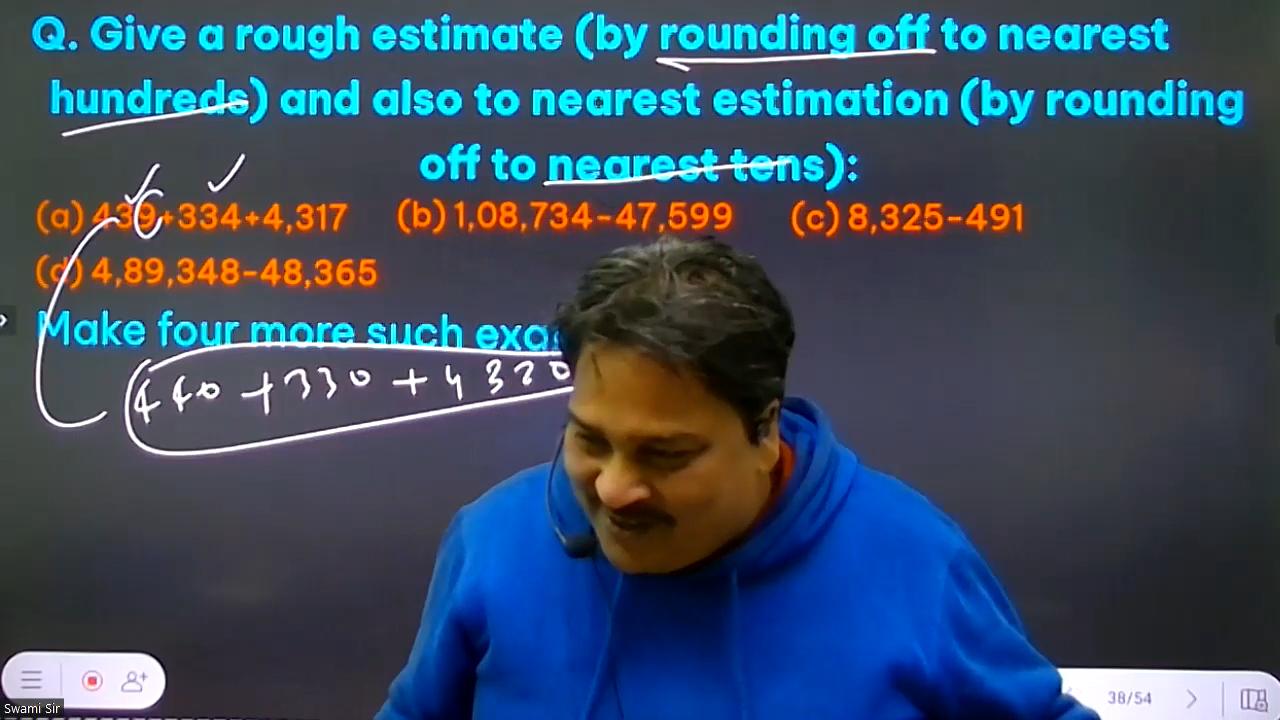 Q. Give a rough estimate (by rounding off to nearest
hundreds) and also to nearest estimation (by rounding
off to nearest tens):
(a) 439+334+4,317 (b) 1,08,734-47,599 (c) 8,325-491
(d) 4,89,348-48,365
Make four more such
440 + 330 + 4320
38/54
Swami Sir